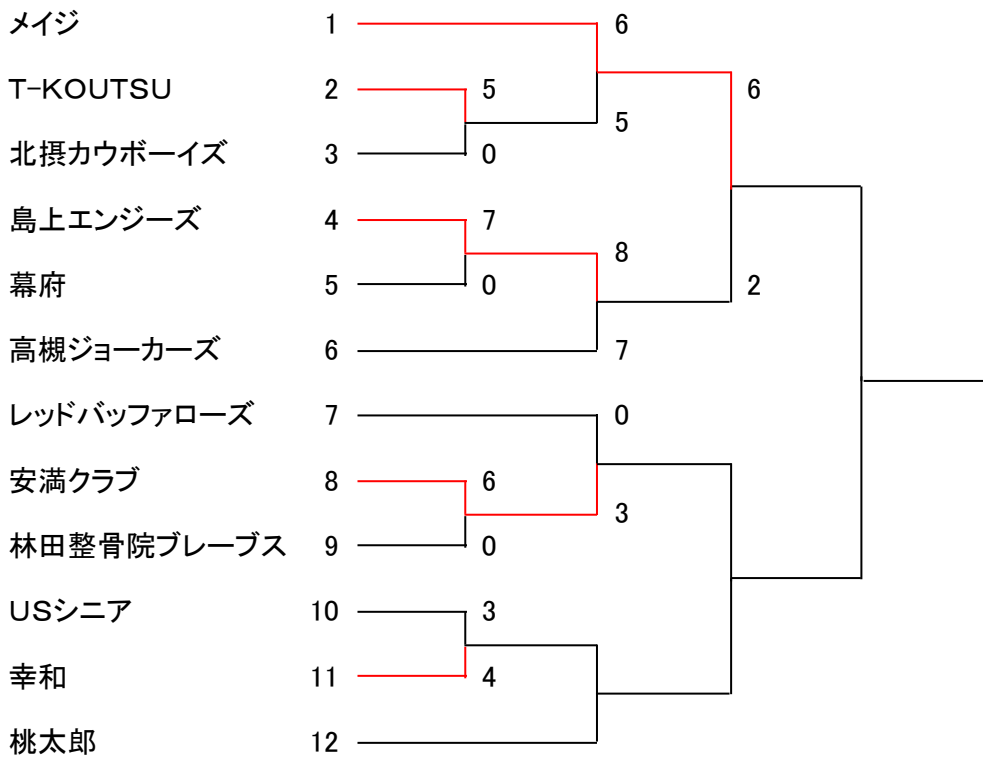 メイジ 1 6
T-KOUTSU 2 5 6
5
北摂カウボーイズ 3 0
島上エンジーズ 4 7
8
幕府 5 0 2
高槻ジョーカーズ 6 7
レッドバッファローズ 7 0
安満クラブ 8 6
3
林田整骨院ブレーブス 9 0
USシニア 10 3
幸和 11 4
桃太郎 12